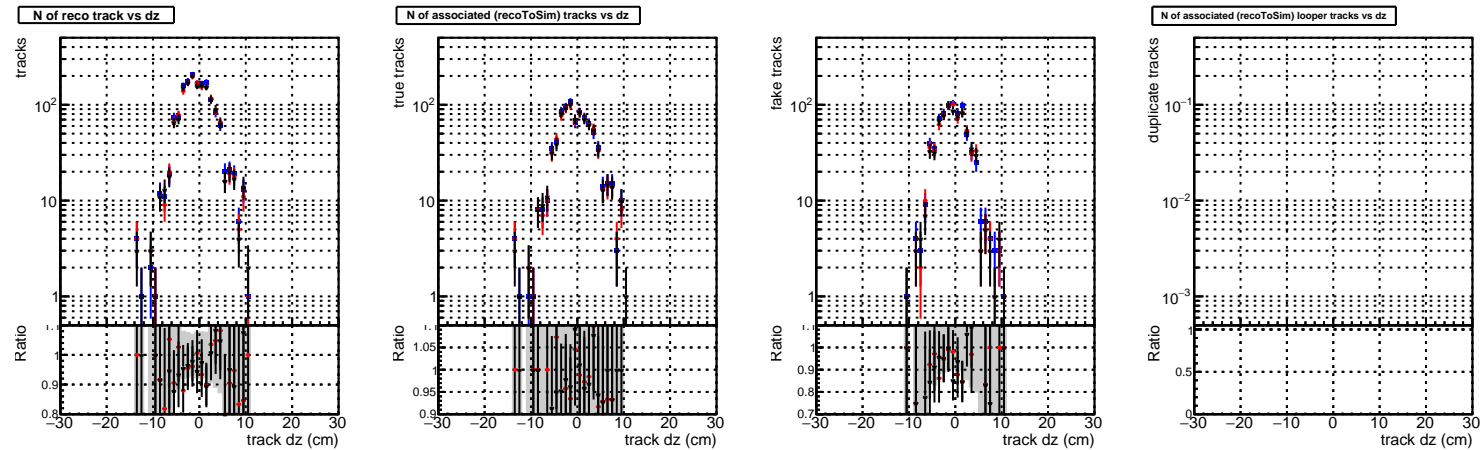 N of reco track vs dz
tracks
10²
10
1
Ratio
1.1
1
0.9
0.8
−30 −20 −10 0 10 20 30
track dz (cm)
N of associated (recoToSim) tracks vs dz
true tracks
10²
10
1
Ratio
1.05
1
0.95
0.9
−30 −20 −10 0 10 20 30
track dz (cm)
fake tracks
10²
10
1
Ratio
1.1
1
0.9
0.8
0.7
−30 −20 −10 0 10 20 30
track dz (cm)
N of associated (recoToSim) looper tracks vs dz
duplicate tracks
10⁻¹
10⁻²
10⁻³
Ratio
1
0.5
0
−30 −20 −10 0 10 20 30
track dz (cm)